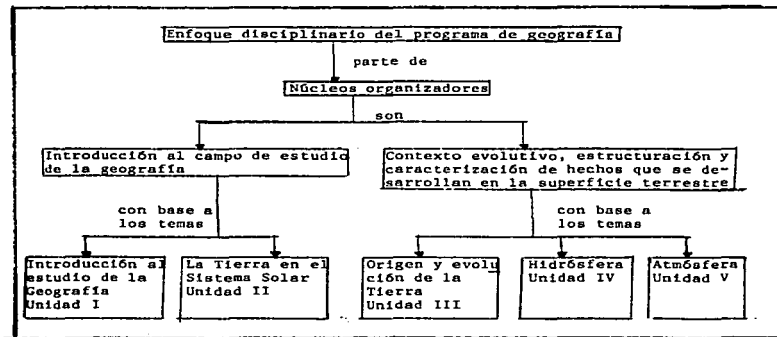 Enfoque disciplinario del programa de geografía
parte de
Núcleos organizadores
son
Introducción al campo de estudio
de la geografía
Contexto evolutivo, estructuración y
caracterización de hechos que se de-
sarrollan en la superficie terrestre
con base a
los temas
con base a
los temas
Introducción al
estudio de la
Geografía
Unidad I
La Tierra en el
Sistema Solar
Unidad II
Origen y evolu
ción de la
Tierra
Unidad III
Hidrósfera
Unidad IV
Atmósfera
Unidad V